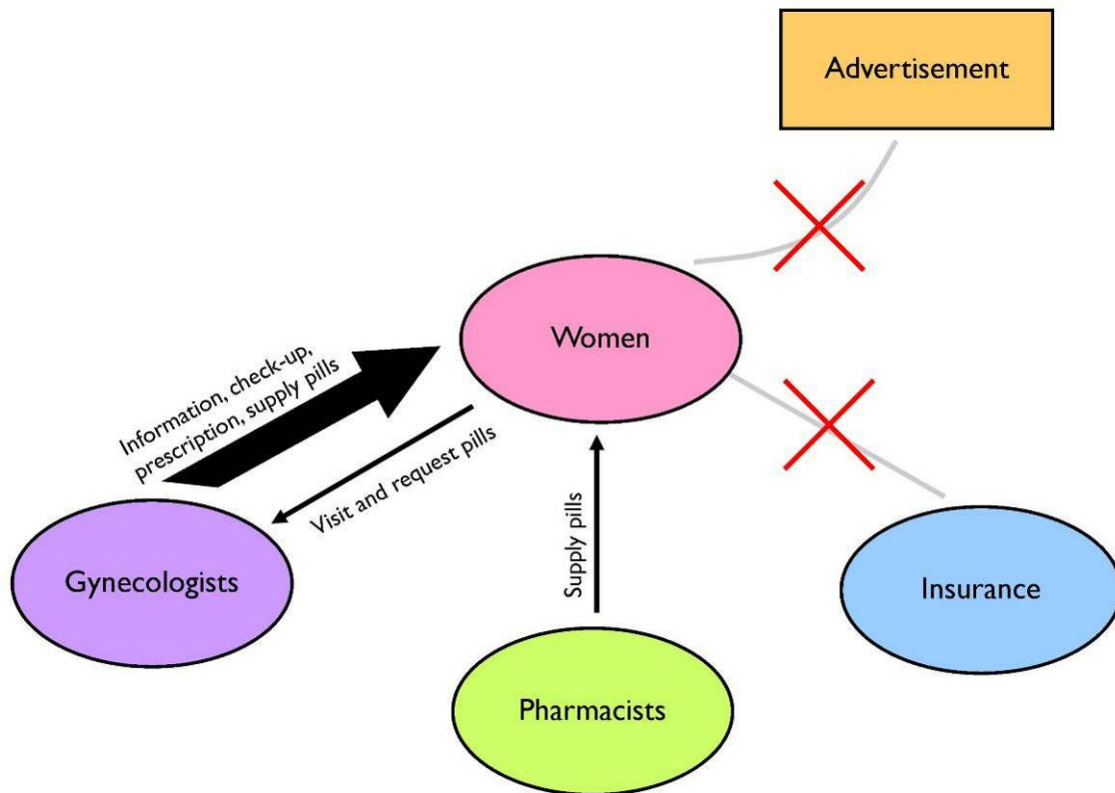 Advertisement
Women
Information, check-up,
prescription, supply pills
Visit and request pills
Supply pills
Gynecologists
Insurance
Pharmacists